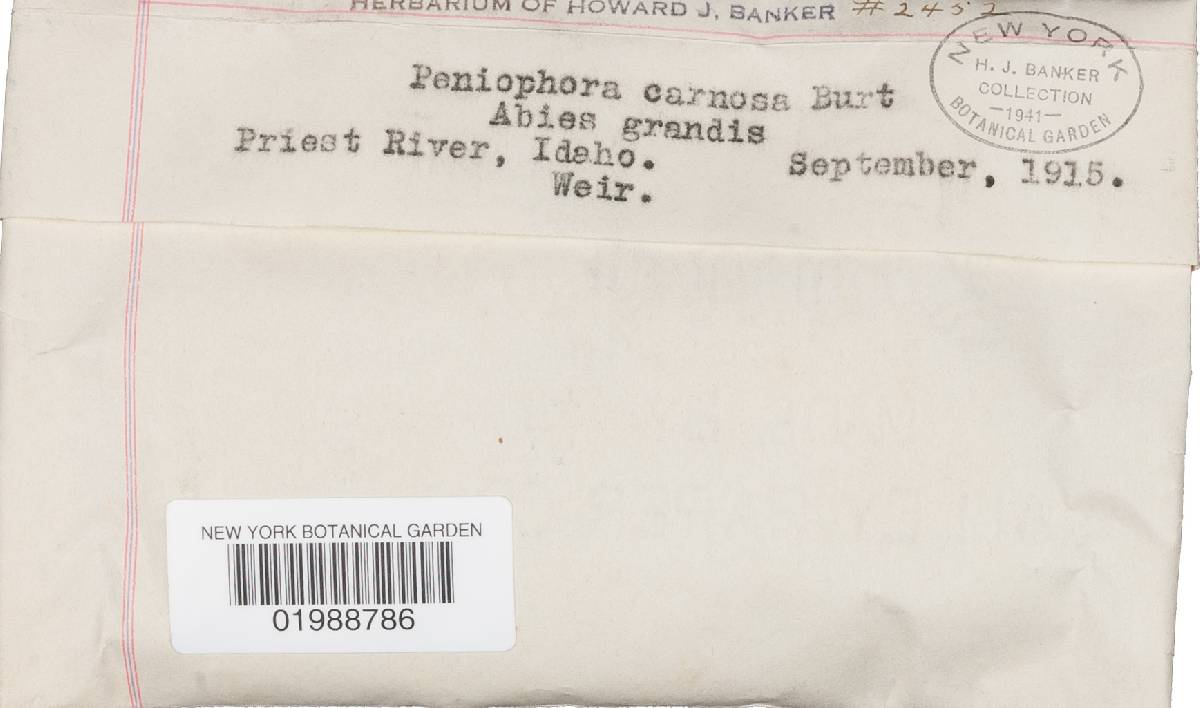 HERBARIUM OF HOWARD J. BANKER # 2452
NEW YORK
H. J. BANKER
COLLECTION
—1941—
BOTANICAL GARDEN
Peniophora carnosa Burt
Abies grandis
Priest River, Idaho. September, 1915.
Weir.
NEW YORK BOTANICAL GARDEN
01988786